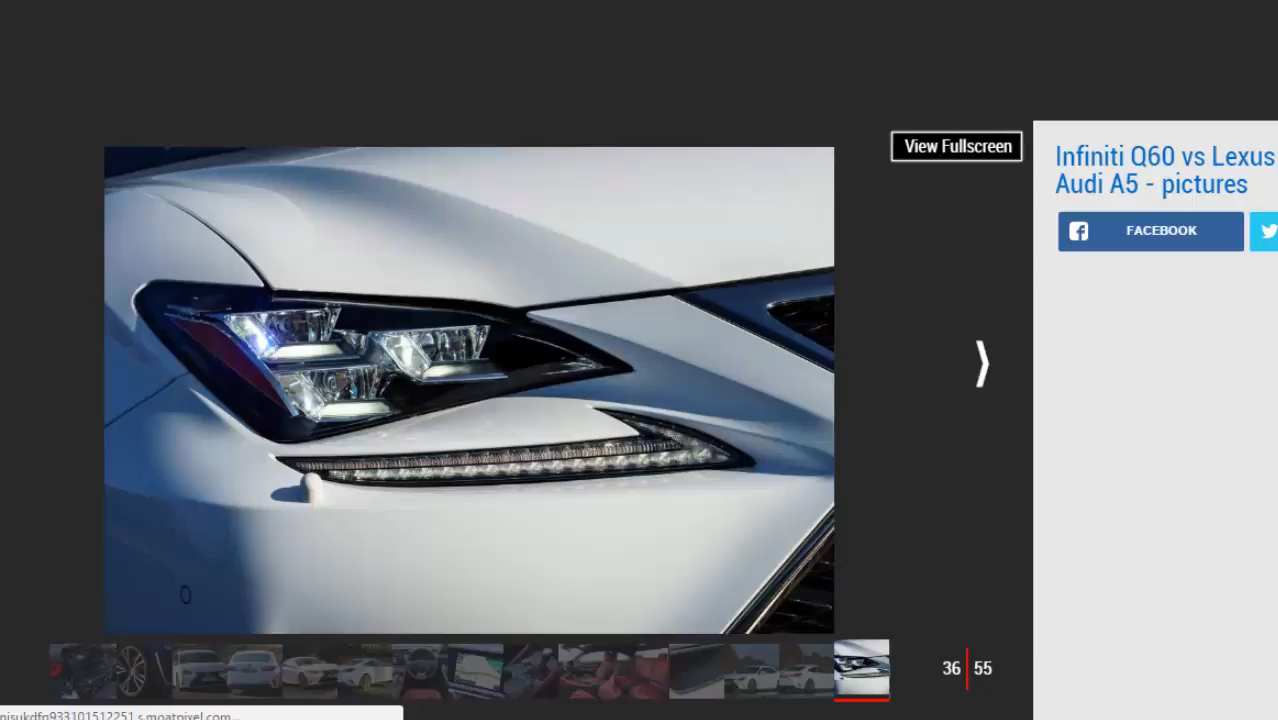 View Fullscreen
Infiniti Q60 vs Lexus
Audi A5 - pictures
FACEBOOK
36 55